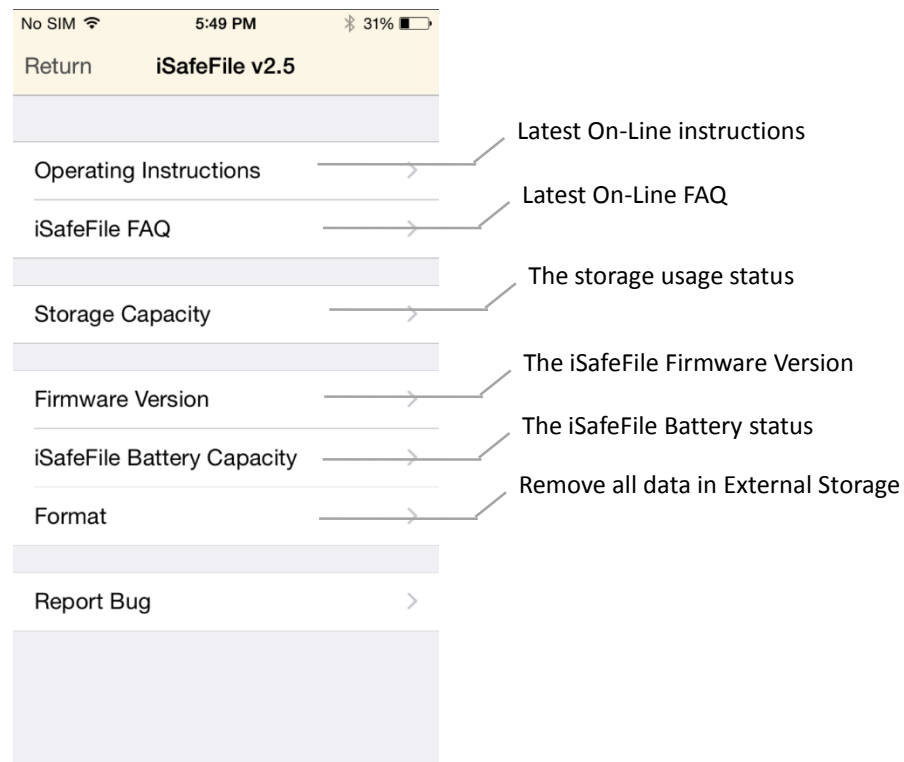 No SIM 5:49 PM 31%
Return iSafeFile v2.5
Latest On-Line instructions
Operating Instructions
Latest On-Line FAQ
iSafeFile FAQ
The storage usage status
Storage Capacity
The iSafeFile Firmware Version
Firmware Version
The iSafeFile Battery status
iSafeFile Battery Capacity
Remove all data in External Storage
Format
Report Bug